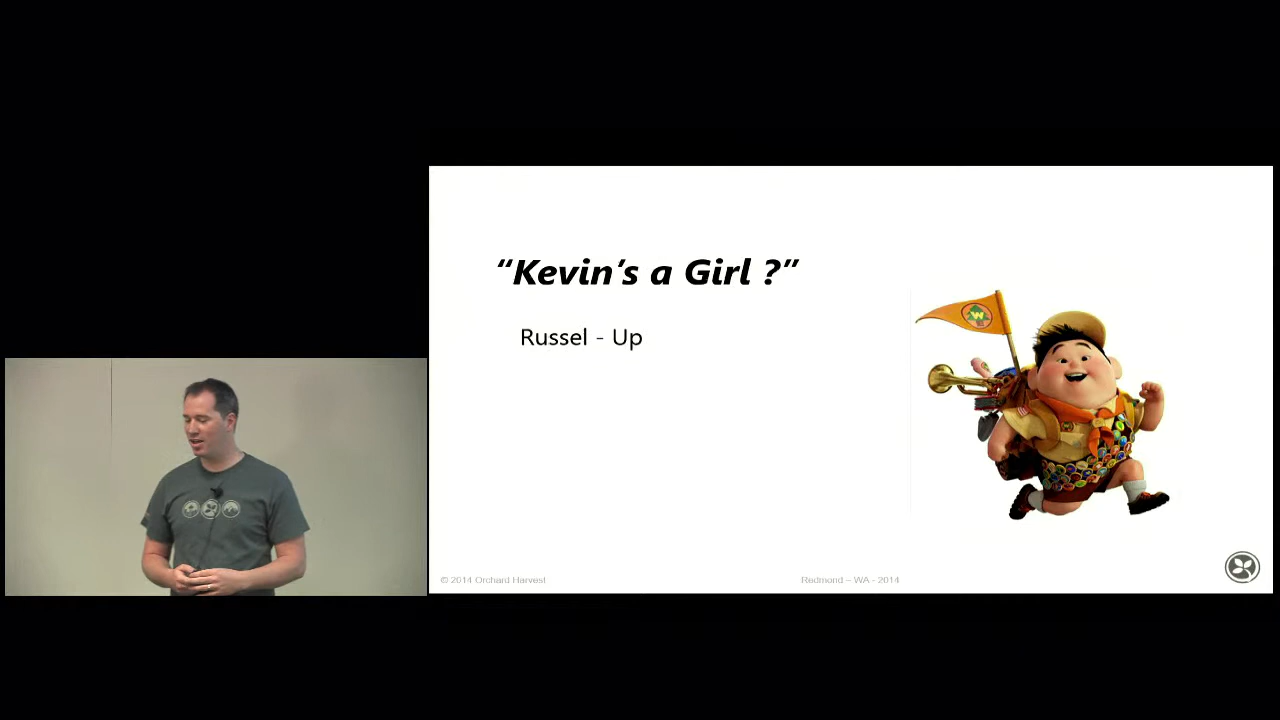 “Kevin’s a Girl ?”
Russel - Up
W
© 2014 Orchard Harvest
Redmond – WA - 2014